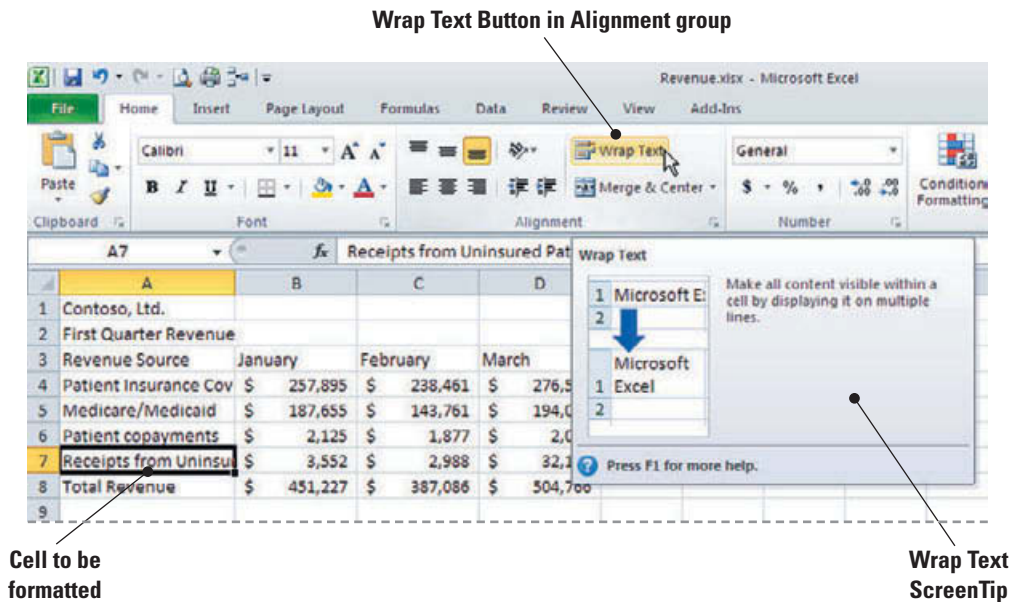 Wrap Text Button in Alignment group
Revenue.xlsx - Microsoft Excel
File Home Insert Page Layout Formulas Data Review View Add-Ins
Paste
Calibri 11 A A
Wrap Text
General
B I U A
Merge & Center
$ % , .00
Condition
Formatting
Clipboard Font Alignment Number
A7 fx Receipts from Uninsured Pat
A B C D
1 Contoso, Ltd.
2 First Quarter Revenue
3 Revenue Source January February March
4 Patient Insurance Cov $ 257,895 $ 238,461 $ 276,5
5 Medicare/Medicaid $ 187,655 $ 143,761 $ 194,0
6 Patient copayments $ 2,125 $ 1,877 $ 2,0
7 Receipts from Uninsu $ 3,552 $ 2,988 $ 32,1
8 Total Revenue $ 451,227 $ 387,086 $ 504,766
9
Wrap Text
1 Microsoft E
2
Microsoft
1 Excel
2
Make all content visible within a
cell by displaying it on multiple
lines.
Press F1 for more help.
Cell to be
formatted
Wrap Text
ScreenTip